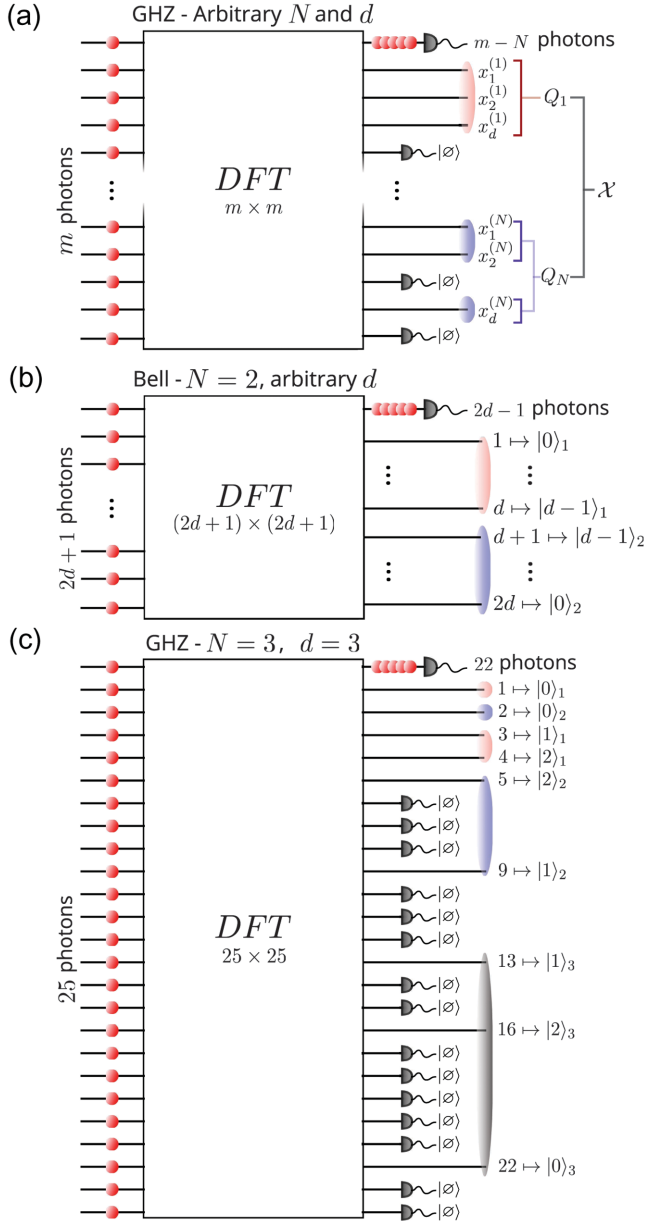 (a)
GHZ - Arbitrary N and d
m photons
DFT
m × m
m − N photons
x_1^{(1)}
x_2^{(1)}
x_d^{(1)}
Q_1
|∅⟩
⋮
⋮
𝒳
x_1^{(N)}
x_2^{(N)}
Q_N
|∅⟩
x_d^{(N)}
|∅⟩
(b)
Bell - N = 2, arbitrary d
2d + 1 photons
DFT
(2d + 1) × (2d + 1)
2d − 1 photons
1 ↦ |0⟩_1
⋮
⋮
⋮
d ↦ |d−1⟩_1
d + 1 ↦ |d−1⟩_2
⋮
⋮
2d ↦ |0⟩_2
(c)
GHZ - N = 3, d = 3
25 photons
DFT
25 × 25
22 photons
1 ↦ |0⟩_1
2 ↦ |0⟩_2
3 ↦ |1⟩_1
4 ↦ |2⟩_1
5 ↦ |2⟩_2
|∅⟩
|∅⟩
|∅⟩
9 ↦ |1⟩_2
|∅⟩
|∅⟩
|∅⟩
13 ↦ |1⟩_3
|∅⟩
|∅⟩
16 ↦ |2⟩_3
|∅⟩
|∅⟩
|∅⟩
|∅⟩
|∅⟩
22 ↦ |0⟩_3
|∅⟩
|∅⟩